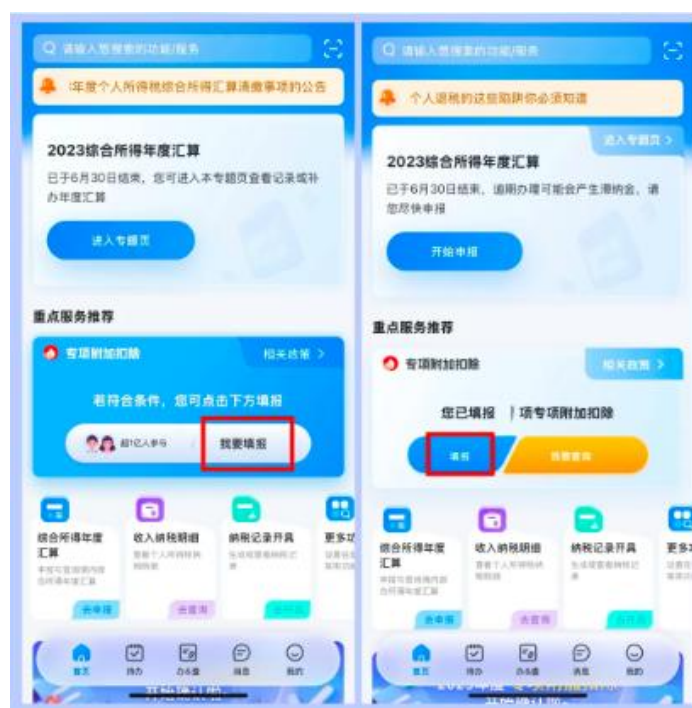 请输入您搜索的功能/服务
年度个人所得税综合所得汇算清缴事项的公告
2023综合所得年度汇算
已于6月30日结束，您可进入本专题页查看记录或补
办年度汇算
进入专题页
重点服务推荐
专项附加扣除
相关政策 >
若符合条件，您可点击下方填报
超1亿人参与
我要填报
综合所得年度
汇算
收入纳税明细
纳税记录开具
去申报
去查询
首页
待办
办&查
消息
我的
请输入您搜索的功能/服务
个人退税的这些陷阱你必须知道
进入专题页 >
2023综合所得年度汇算
已于6月30日结束，逾期办理可能会产生滞纳金，请
您尽快申报
开始申报
重点服务推荐
专项附加扣除
相关政策 >
您已填报 项专项附加扣除
填报
我要查询
综合所得年度
汇算
收入纳税明细
纳税记录开具
去申报
去查询
首页
待办
办&查
消息
我的